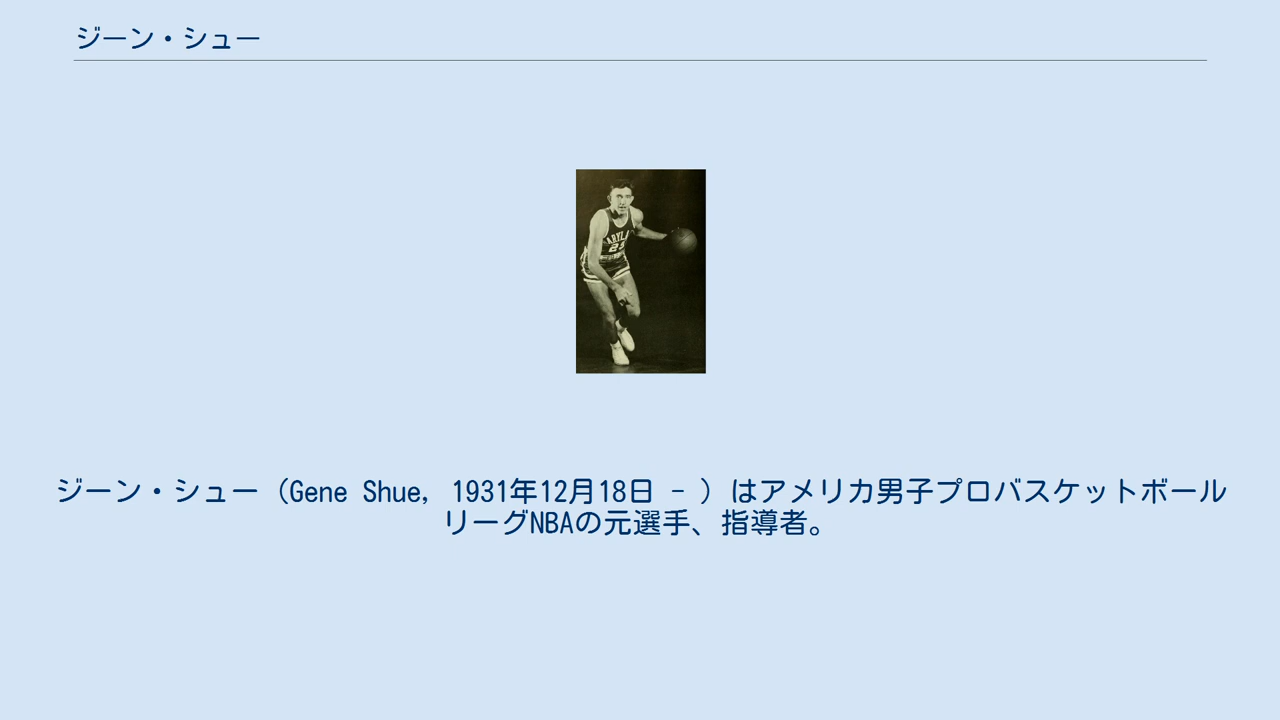 ジーン・シュー
ARYLA
25
ジーン・シュー（Gene Shue, 1931年12月18日 - ）はアメリカ男子プロバスケットボール
リーグNBAの元選手、指導者。